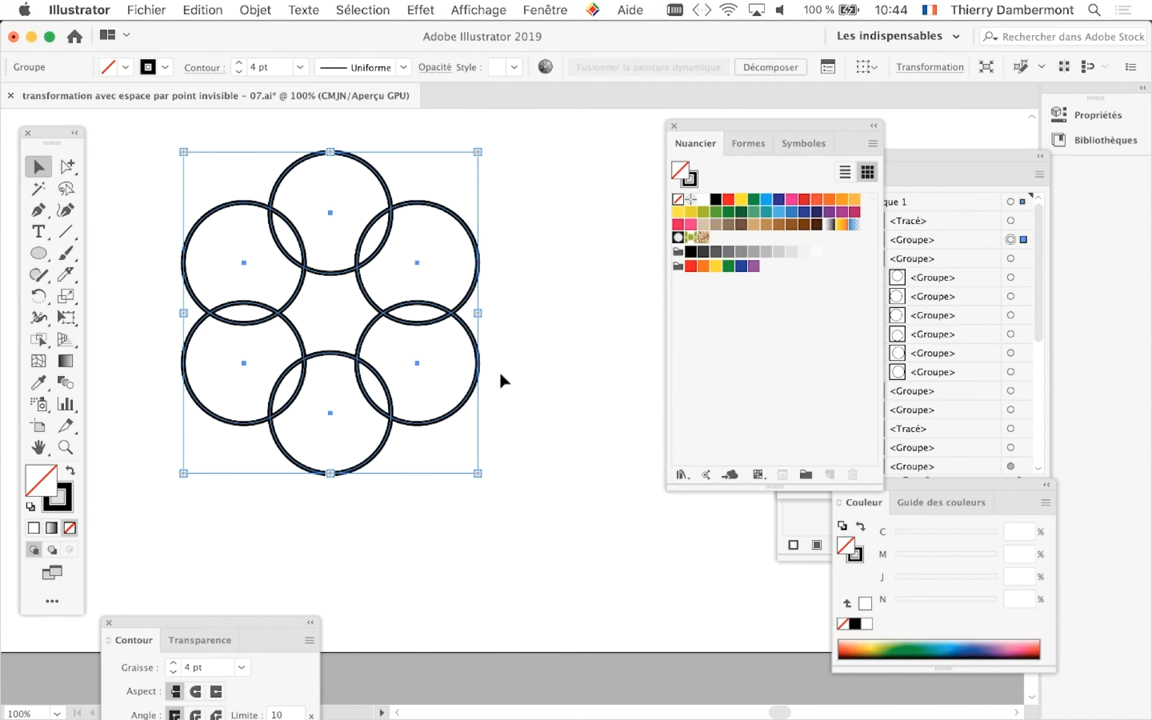 Illustrator Fichier Edition Objet Texte Sélection Effet Affichage Fenêtre Aide 100 % 10:44 Thierry Dambermont
Adobe Illustrator 2019 Les indispensables Rechercher dans Adobe Stock
Groupe Contour : 4 pt Uniforme Opacité Style : Fusionner la peinture dynamique Décomposer Transformation
transformation avec espace par point invisible – 07.ai* @ 100% (CMJN/Aperçu GPU)
Propriétés
Bibliothèques
Nuancier Formes Symboles
que 1
<Tracé>
<Groupe>
<Groupe>
<Groupe>
<Groupe>
<Groupe>
<Groupe>
<Groupe>
<Groupe>
<Groupe>
<Groupe>
<Tracé>
<Groupe>
<Groupe>
Couleur Guide des couleurs
C %
M %
J %
N %
Contour Transparence
Graisse : 4 pt
Aspect :
Angle : Limite : 10 x
100%